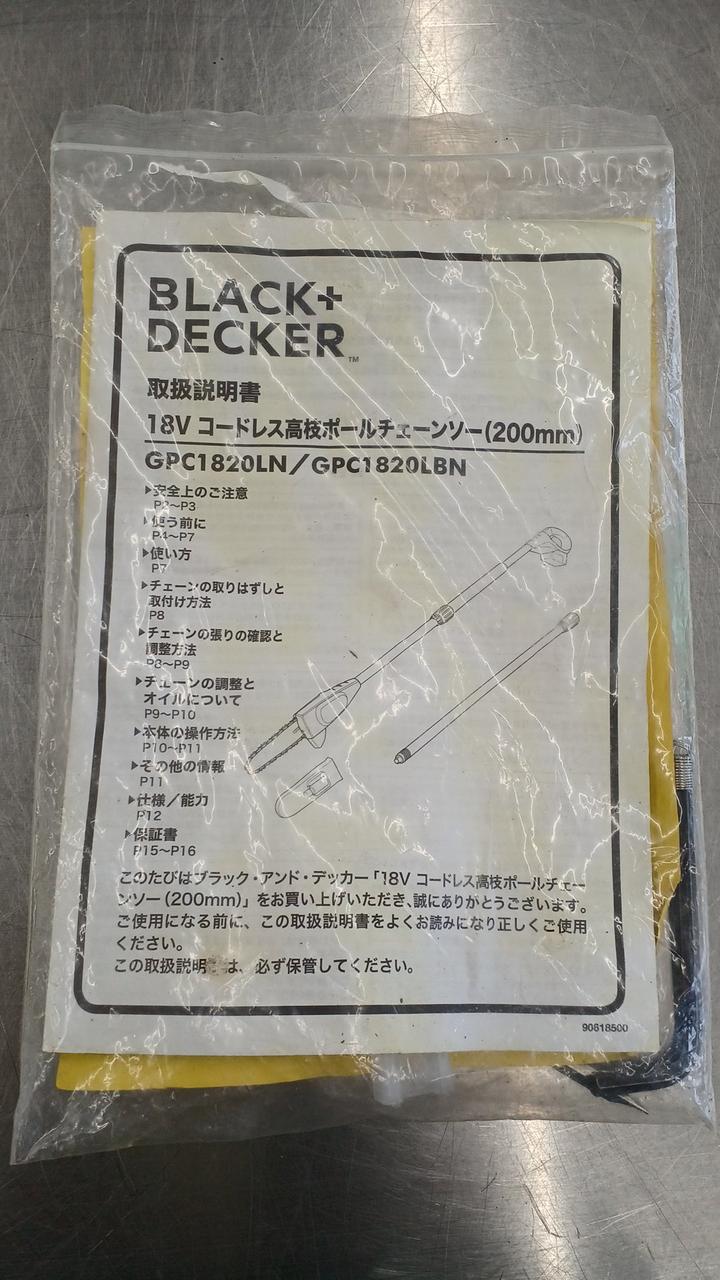 BLACK+
DECKER
TM
取扱説明書
18V コードレス高枝ポールチェーンソー(200mm)
GPC1820LN／GPC1820LBN
▶安全上のご注意
P2〜P3
▶使う前に
P4〜P7
▶使い方
P7
▶チェーンの取りはずしと
取付け方法
P8
▶チェーンの張りの確認と
調整方法
P8〜P9
▶チェーンの調整と
オイルについて
P9〜P10
▶本体の操作方法
P10〜P11
▶その他の情報
P11
▶仕様／能力
P12
▶保証書
P15〜P16
このたびはブラック・アンド・デッカー「18V コードレス高枝ポールチェー
ンソー(200mm)」をお買い上げいただき、誠にありがとうございます。
ご使用になる前に、この取扱説明書をよくお読みになり正しくご使用
ください。
この取扱説明書は、必ず保管してください。
90618500